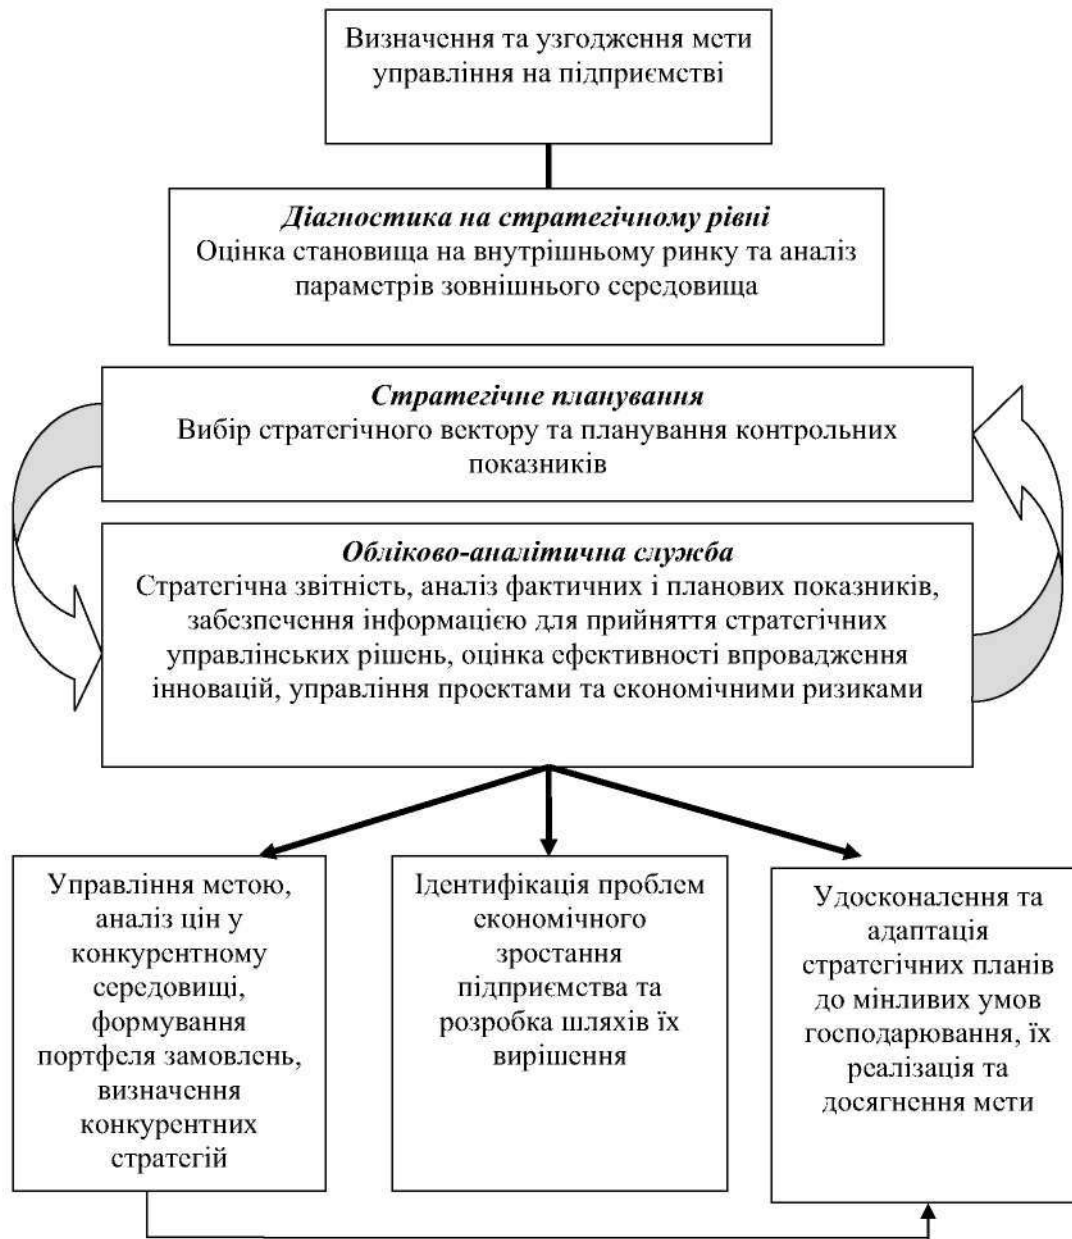 Визначення та узгодження мети
управління на підприємстві
Діагностика на стратегічному рівні
Оцінка становища на внутрішньому ринку та аналіз
параметрів зовнішнього середовища
Стратегічне планування
Вибір стратегічного вектору та планування контрольних
показників
Обліково-аналітична служба
Стратегічна звітність, аналіз фактичних і планових показників,
забезпечення інформацією для прийняття стратегічних
управлінських рішень, оцінка ефективності впровадження
інновацій, управління проектами та економічними ризиками
Управління метою,
аналіз цін у
конкурентному
середовищі,
формування
портфеля замовлень,
визначення
конкурентних
стратегій
Ідентифікація проблем
економічного
зростання
підприємства та
розробка шляхів їх
вирішення
Удосконалення та
адаптація
стратегічних планів
до мінливих умов
господарювання, їх
реалізація та
досягнення мети